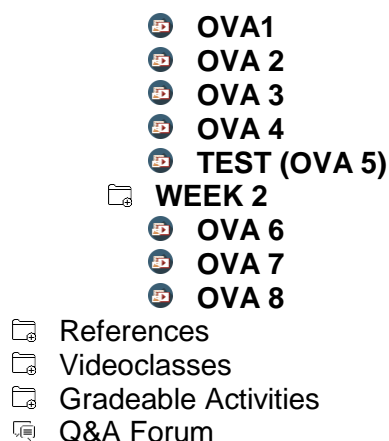 OVA1
OVA 2
OVA 3
OVA 4
TEST (OVA 5)
WEEK 2
OVA 6
OVA 7
OVA 8
References
Videoclasses
Gradeable Activities
Q&A Forum